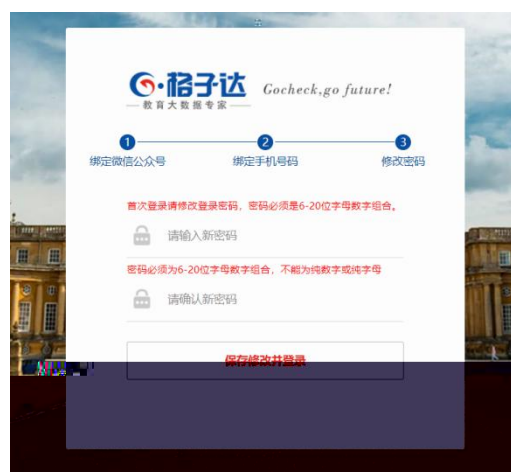 格子达
教育大数据专家
Gocheck,go future!
1 2 3
绑定微信公众号 绑定手机号码 修改密码
首次登录请修改登录密码，密码必须是6-20位字母数字组合。
请输入新密码
密码必须为6-20位字母数字组合，不能为纯数字或纯字母
请确认新密码
保存修改并登录